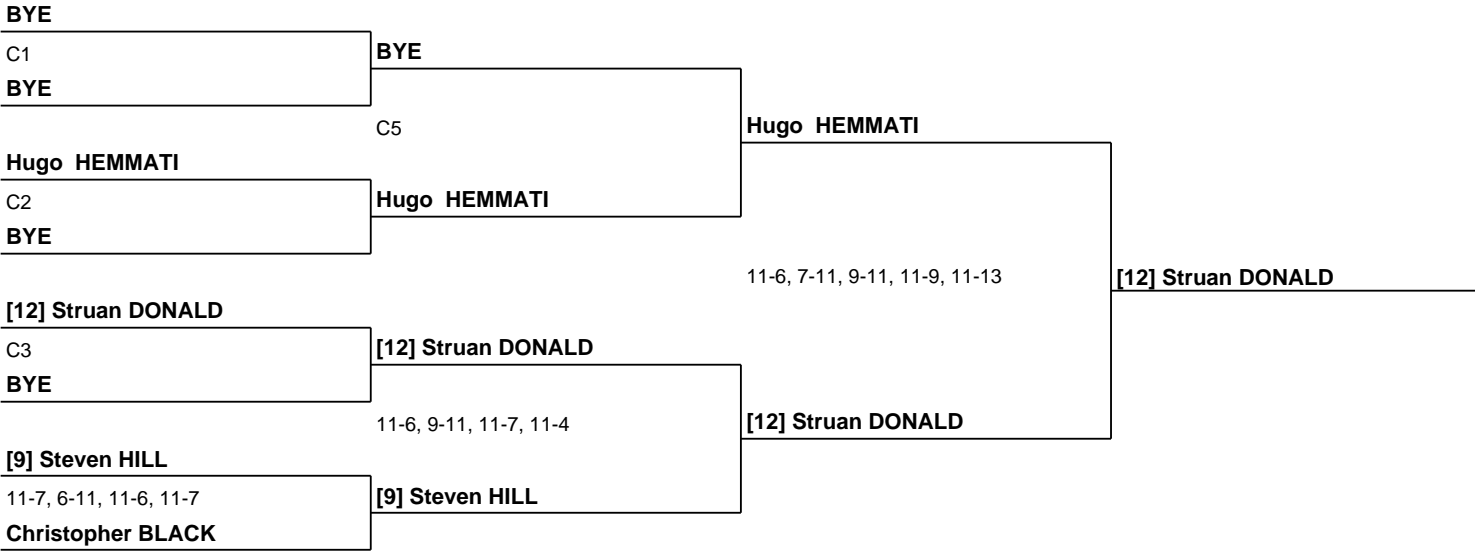 BYE
C1
BYE
BYE
C5
Hugo HEMMATI
Hugo HEMMATI
C2
Hugo HEMMATI
BYE
11-6, 7-11, 9-11, 11-9, 11-13
[12] Struan DONALD
[12] Struan DONALD
C3
[12] Struan DONALD
BYE
11-6, 9-11, 11-7, 11-4
[12] Struan DONALD
[9] Steven HILL
11-7, 6-11, 11-6, 11-7
[9] Steven HILL
Christopher BLACK